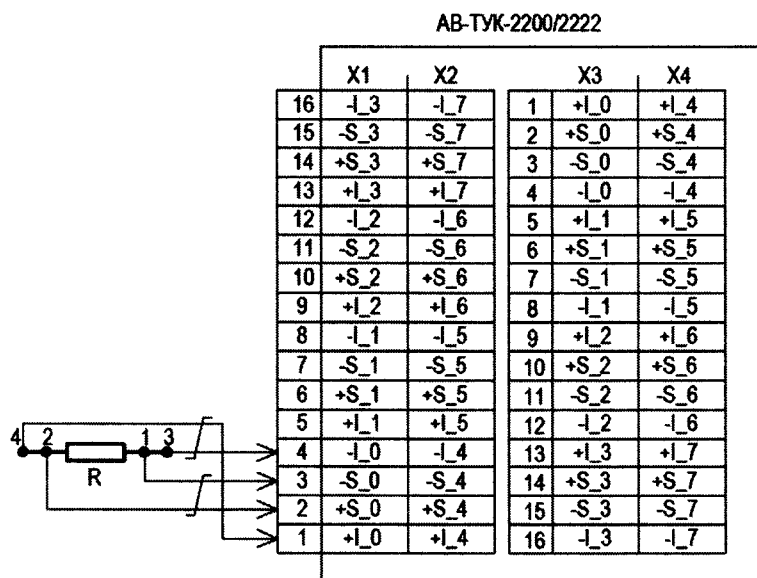 АВ-ТУК-2200/2222
X1 X2 X3 X4
16 -I_3 -I_7 1 +I_0 +I_4
15 -S_3 -S_7 2 +S_0 +S_4
14 +S_3 +S_7 3 -S_0 -S_4
13 +I_3 +I_7 4 -I_0 -I_4
12 -I_2 -I_6 5 +I_1 +I_5
11 -S_2 -S_6 6 +S_1 +S_5
10 +S_2 +S_6 7 -S_1 -S_5
9 +I_2 +I_6 8 -I_1 -I_5
8 -I_1 -I_5 9 +I_2 +I_6
7 -S_1 -S_5 10 +S_2 +S_6
6 +S_1 +S_5 11 -S_2 -S_6
5 +I_1 +I_5 12 -I_2 -I_6
4 2 1 3 4 -I_0 -I_4 13 +I_3 +I_7
R 3 -S_0 -S_4 14 +S_3 +S_7
2 +S_0 +S_4 15 -S_3 -S_7
1 +I_0 +I_4 16 -I_3 -I_7